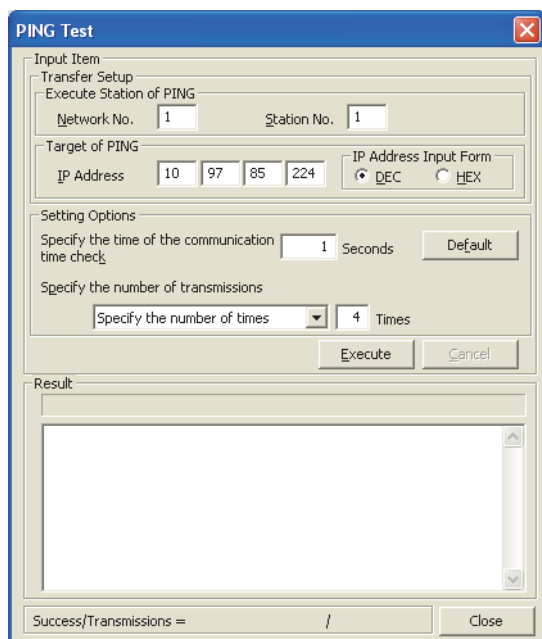 PING Test
Input Item
Transfer Setup
Execute Station of PING
Network No. 1 Station No. 1
Target of PING
IP Address Input Form
IP Address 10 97 85 224 DEC HEX
Setting Options
Specify the time of the communication
time check 1 Seconds Default
Specify the number of transmissions
Specify the number of times 4 Times
Execute Cancel
Result
Success/Transmissions = / Close